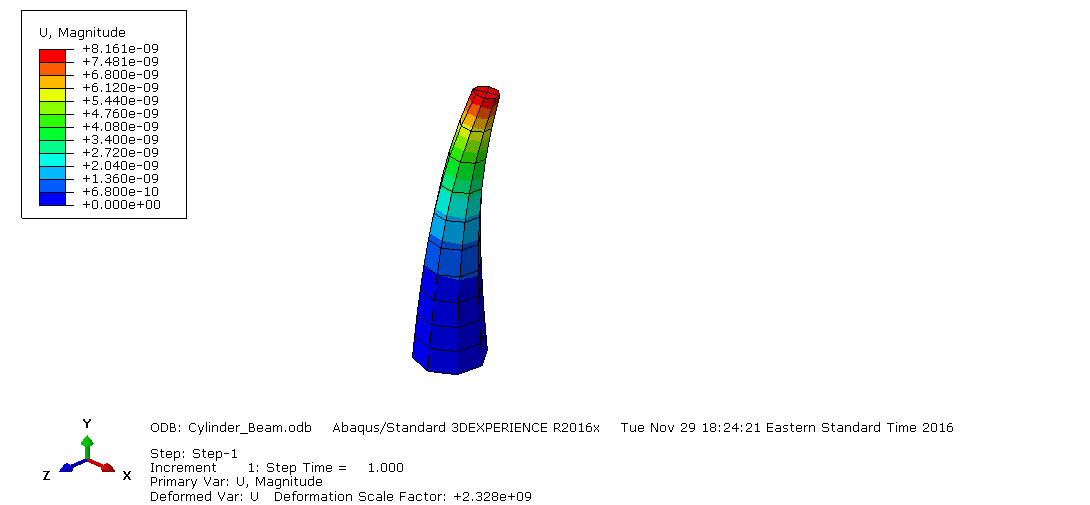 U, Magnitude
+8.161e-09
+7.481e-09
+6.800e-09
+6.120e-09
+5.440e-09
+4.760e-09
+4.080e-09
+3.400e-09
+2.720e-09
+2.040e-09
+1.360e-09
+6.800e-10
+0.000e+00
Y
Z
X
ODB: Cylinder_Beam.odb Abaqus/Standard 3DEXPERIENCE R2016x Tue Nov 29 18:24:21 Eastern Standard Time 2016
Step: Step-1
Increment 1: Step Time = 1.000
Primary Var: U, Magnitude
Deformed Var: U Deformation Scale Factor: +2.328e+09